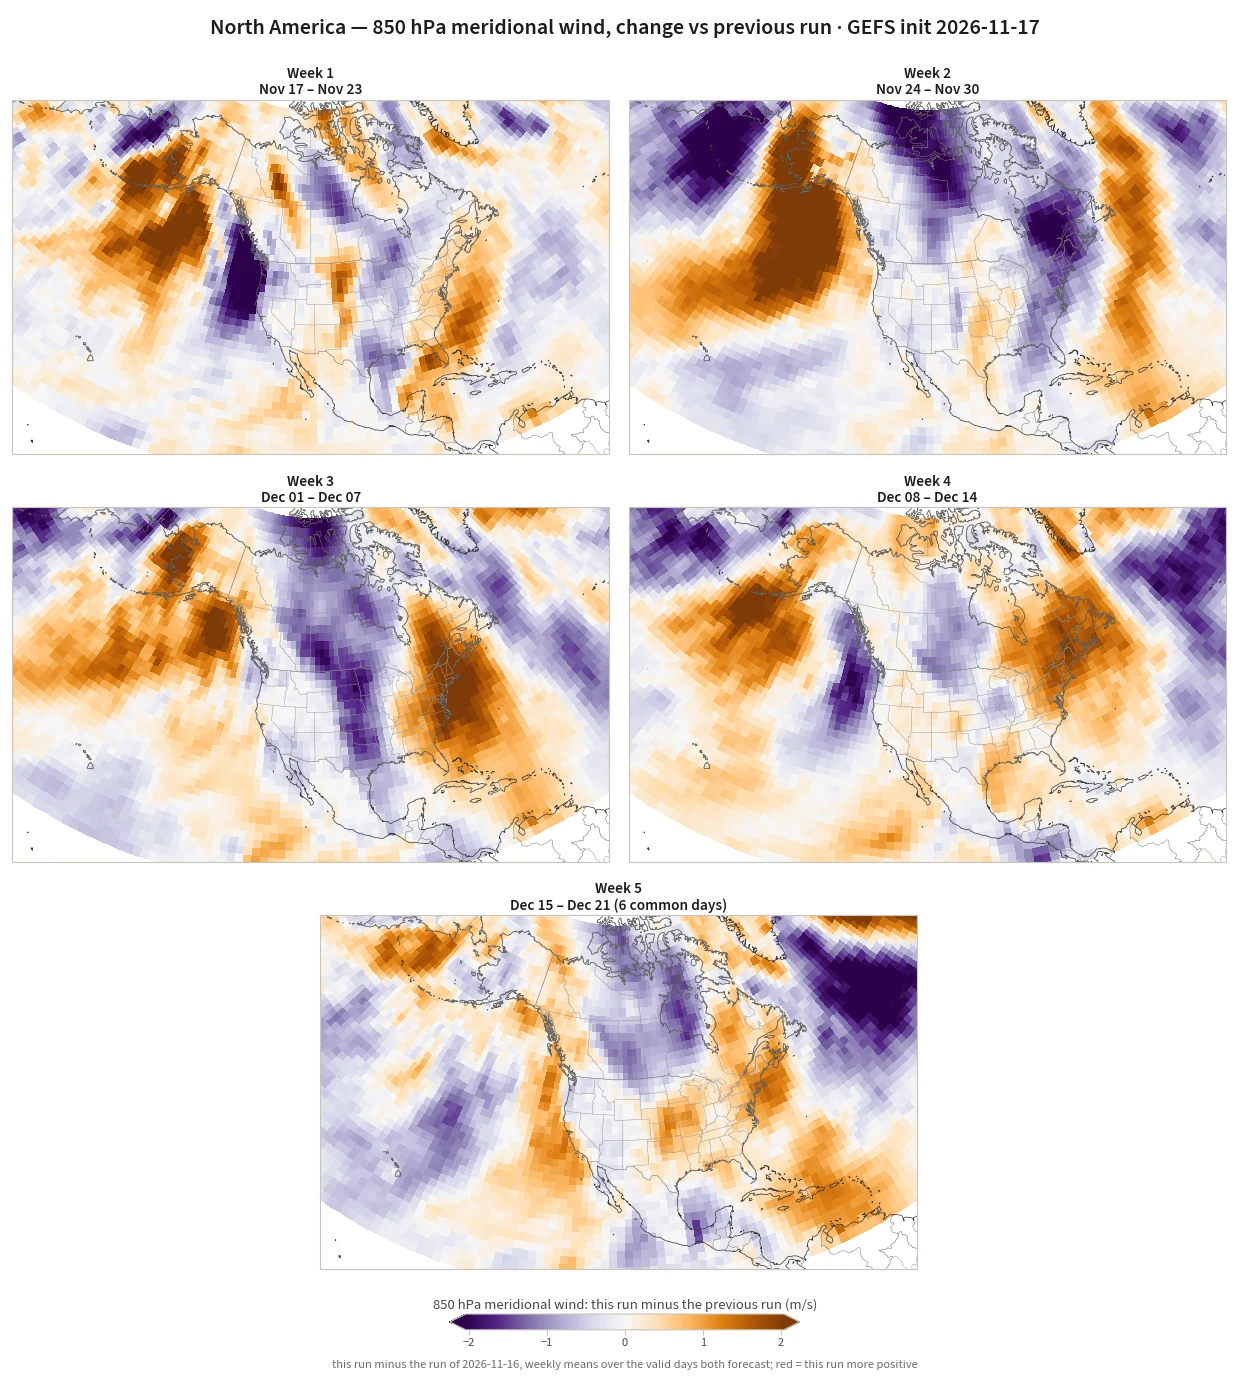 North America — 850 hPa meridional wind, change vs previous run · GEFS init 2026-11-17
Week 1
Nov 17 – Nov 23
Week 2
Nov 24 – Nov 30
Week 3
Dec 01 – Dec 07
Week 4
Dec 08 – Dec 14
Week 5
Dec 15 – Dec 21 (6 common days)
850 hPa meridional wind: this run minus the previous run (m/s)
−2 −1 0 1 2
this run minus the run of 2026-11-16, weekly means over the valid days both forecast; red = this run more positive